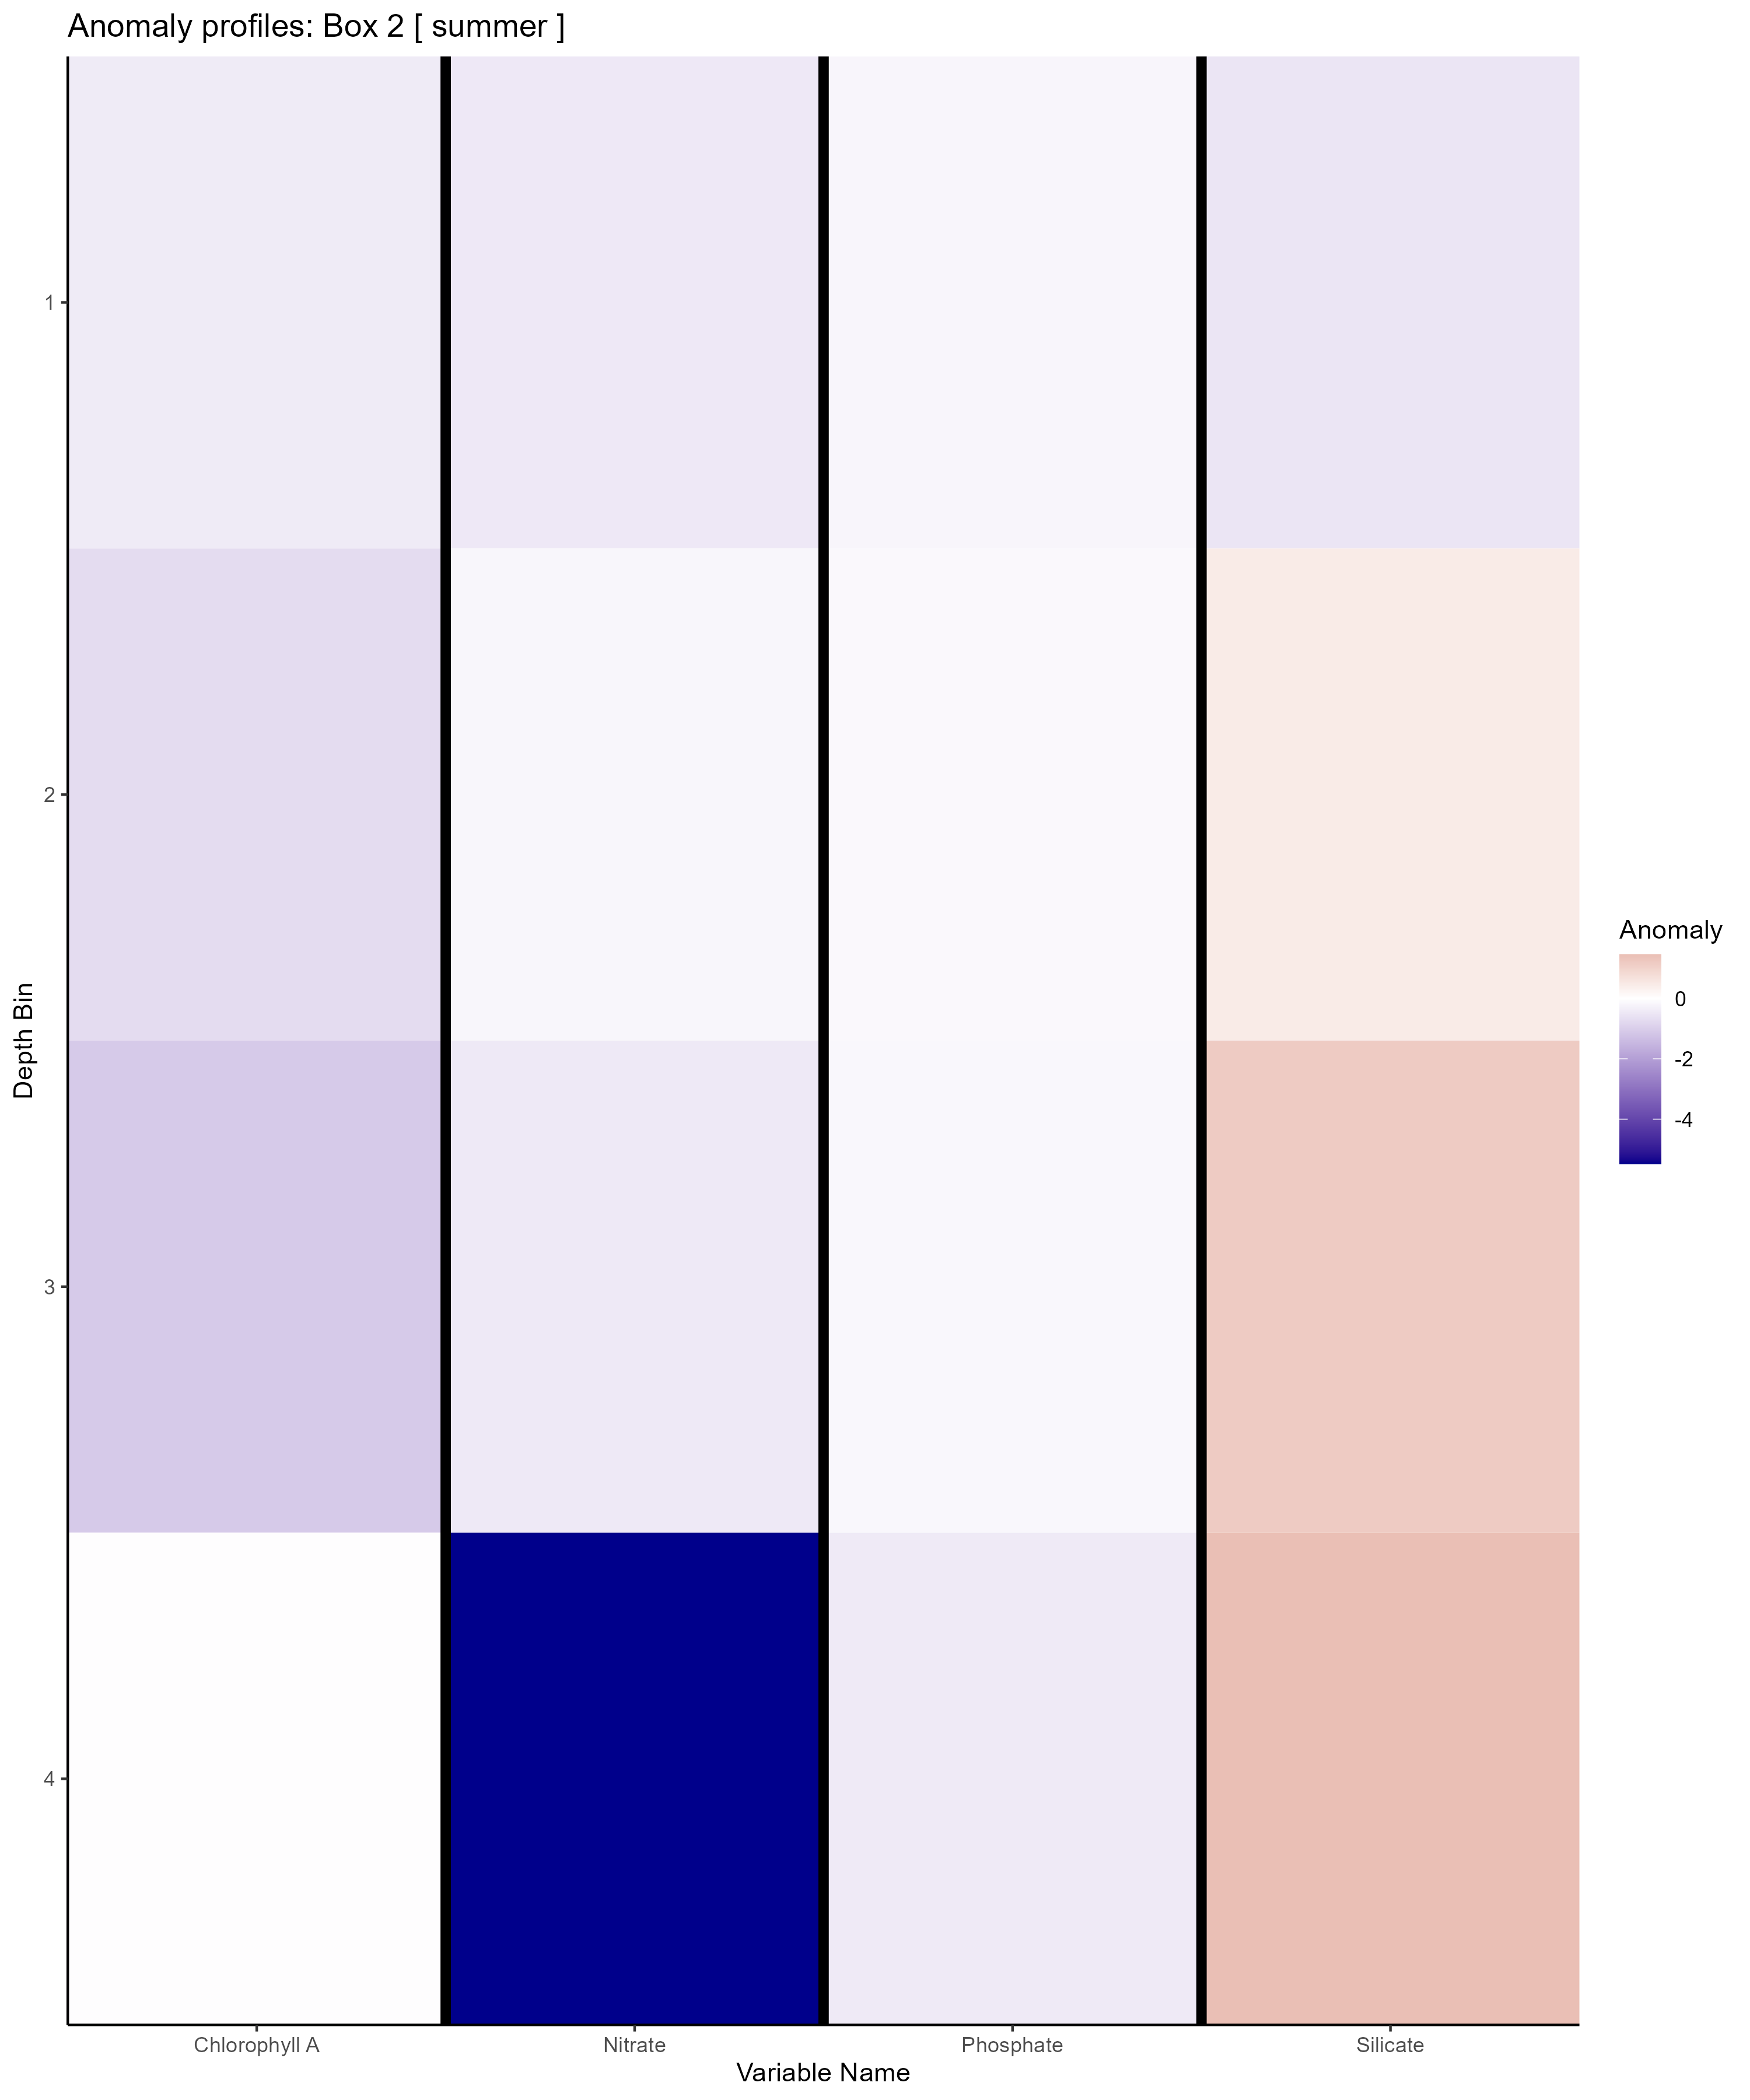 Anomaly profiles: Box 2 [ summer ]
1
2
3
4
Depth Bin
Chlorophyll A
Nitrate
Phosphate
Silicate
Variable Name
Anomaly
0
-2
-4